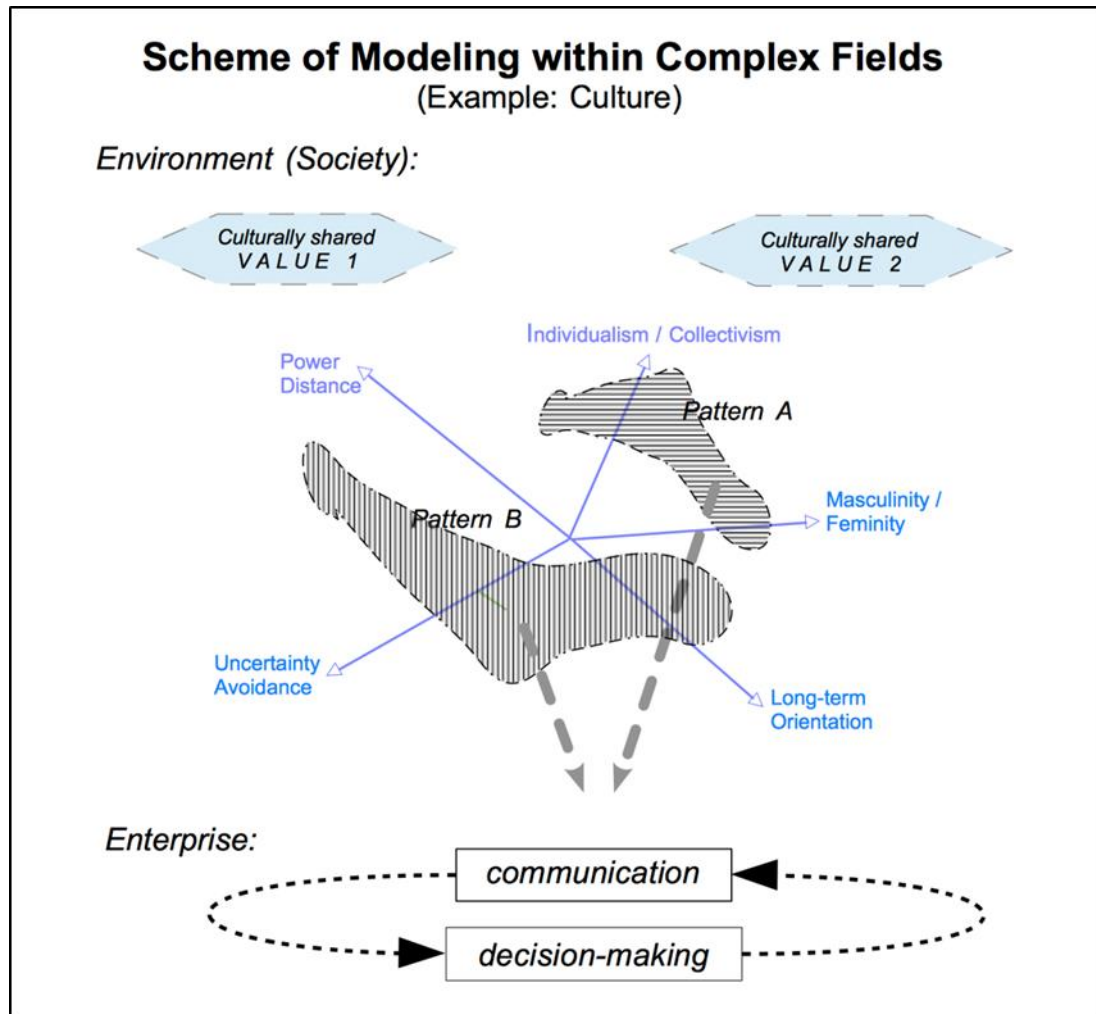 Scheme of Modeling within Complex Fields
(Example: Culture)
Environment (Society):
Culturally shared
VALUE 1
Culturally shared
VALUE 2
Individualism / Collectivism
Power
Distance
Pattern A
Masculinity /
Feminity
Pattern B
Uncertainty
Avoidance
Long-term
Orientation
Enterprise:
communication
decision-making